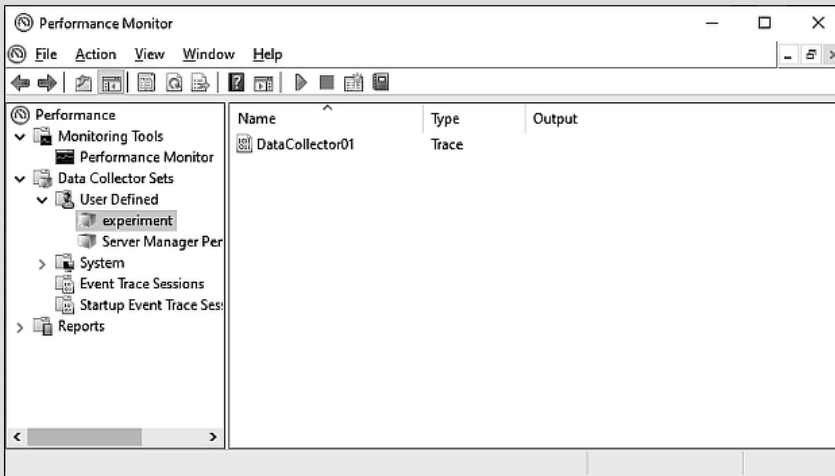 Performance Monitor
File Action View Window Help
Performance
Monitoring Tools
Performance Monitor
Data Collector Sets
User Defined
experiment
Server Manager Per
System
Event Trace Sessions
Startup Event Trace Ses
Reports
Name Type Output
DataCollector01 Trace